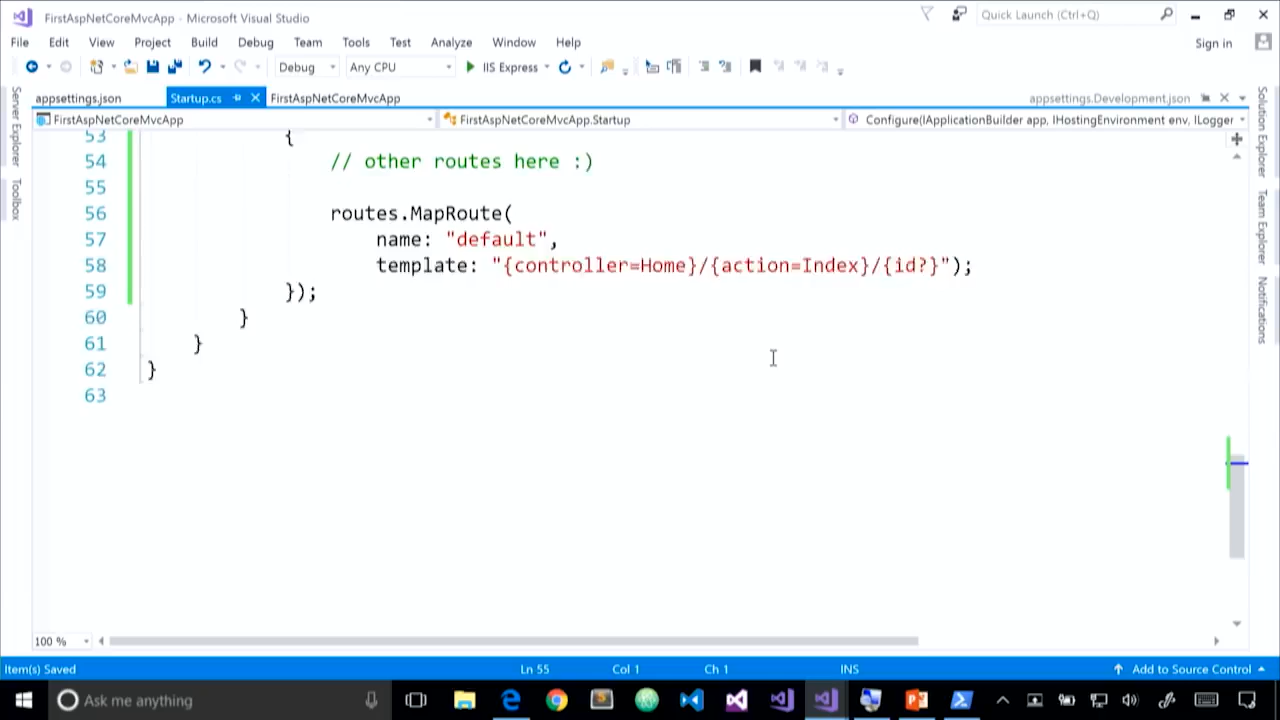 FirstAspNetCoreMvcApp - Microsoft Visual Studio
Quick Launch (Ctrl+Q)
File Edit View Project Build Debug Team Tools Test Analyze Window Help
Sign in
Debug Any CPU IIS Express
appsettings.json Startup.cs FirstAspNetCoreMvcApp appsettings.Development.json
FirstAspNetCoreMvcApp FirstAspNetCoreMvcApp.Startup Configure(IApplicationBuilder app, IHostingEnvironment env, ILogger
Server Explorer
Toolbox
Solution Explorer
Team Explorer
Notifications
53 {
54 // other routes here :)
55
56 routes.MapRoute(
57 name: "default",
58 template: "{controller=Home}/{action=Index}/{id?}");
59 });
60 }
61 }
62 }
63
100 %
Item(s) Saved Ln 55 Col 1 Ch 1 INS Add to Source Control
Ask me anything